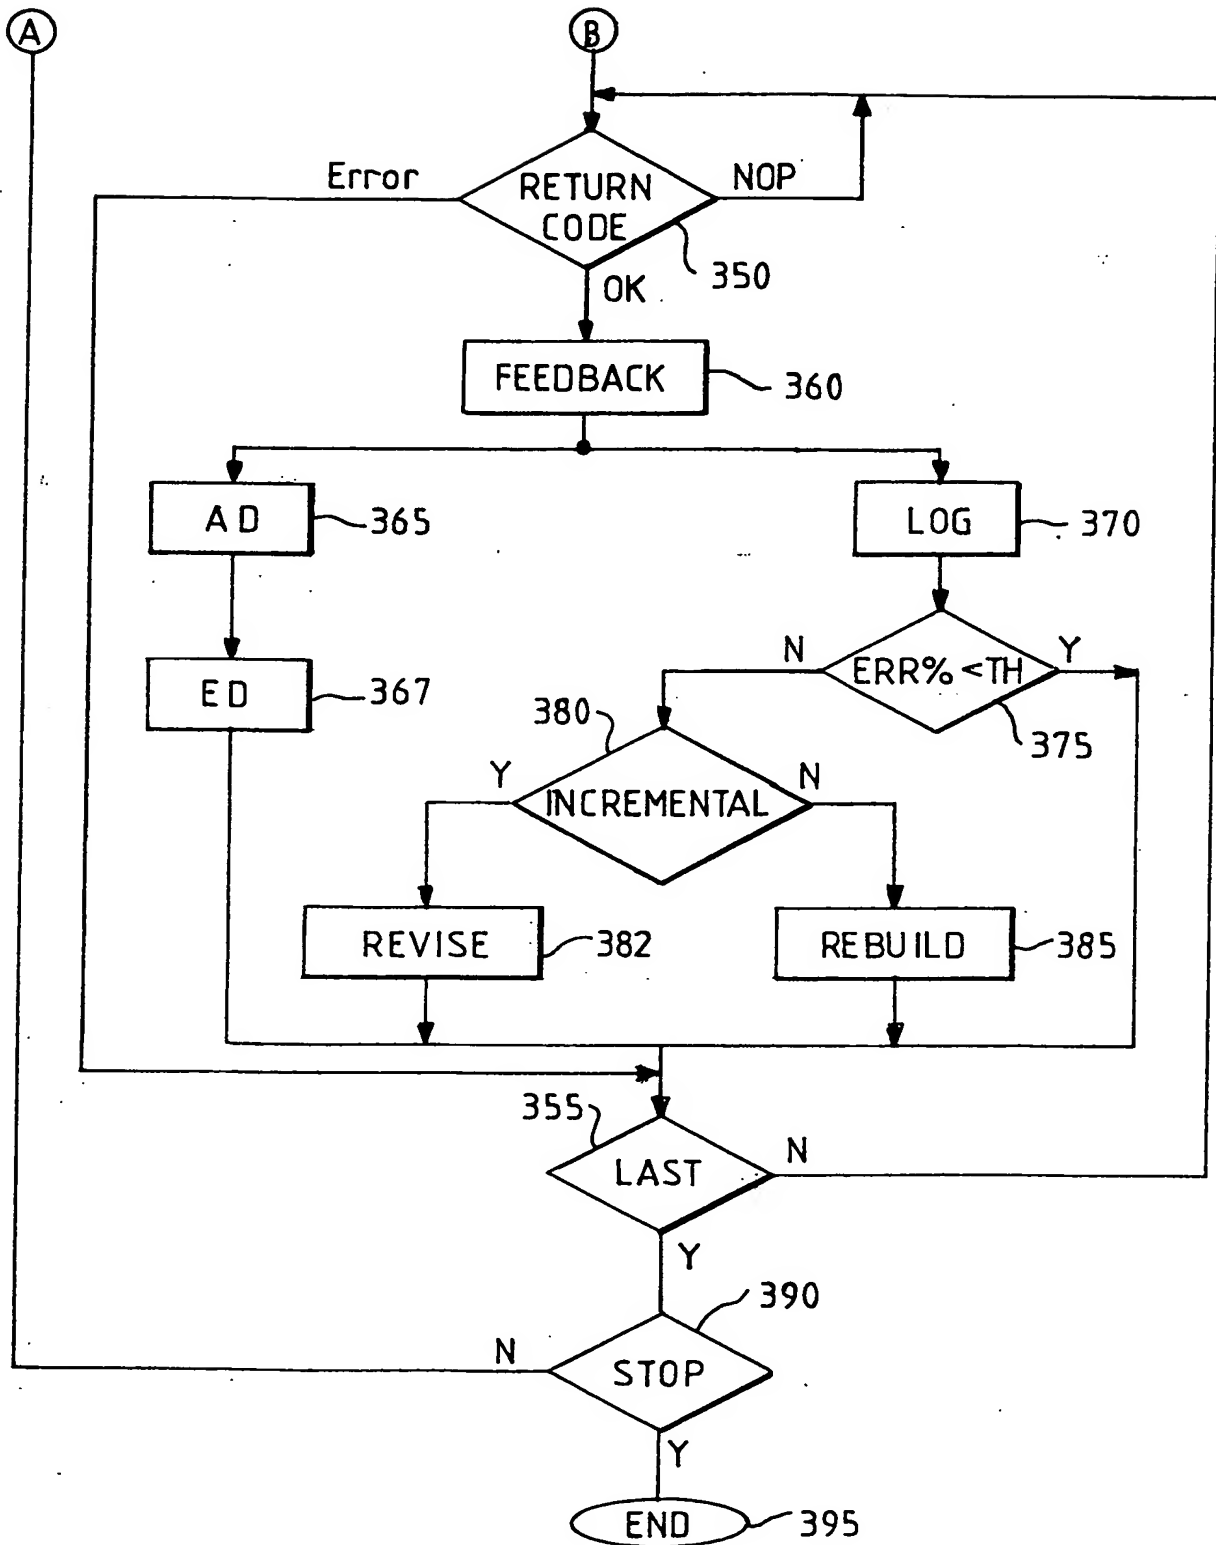 A
B
Error
RETURN
CODE
NOP
350
OK
FEEDBACK
360
AD
365
LOG
370
ED
367
N
ERR% <TH
Y
375
380
Y
INCREMENTAL
N
REVISE
382
REBUILD
385
355
LAST
N
Y
390
N
STOP
Y
END
395